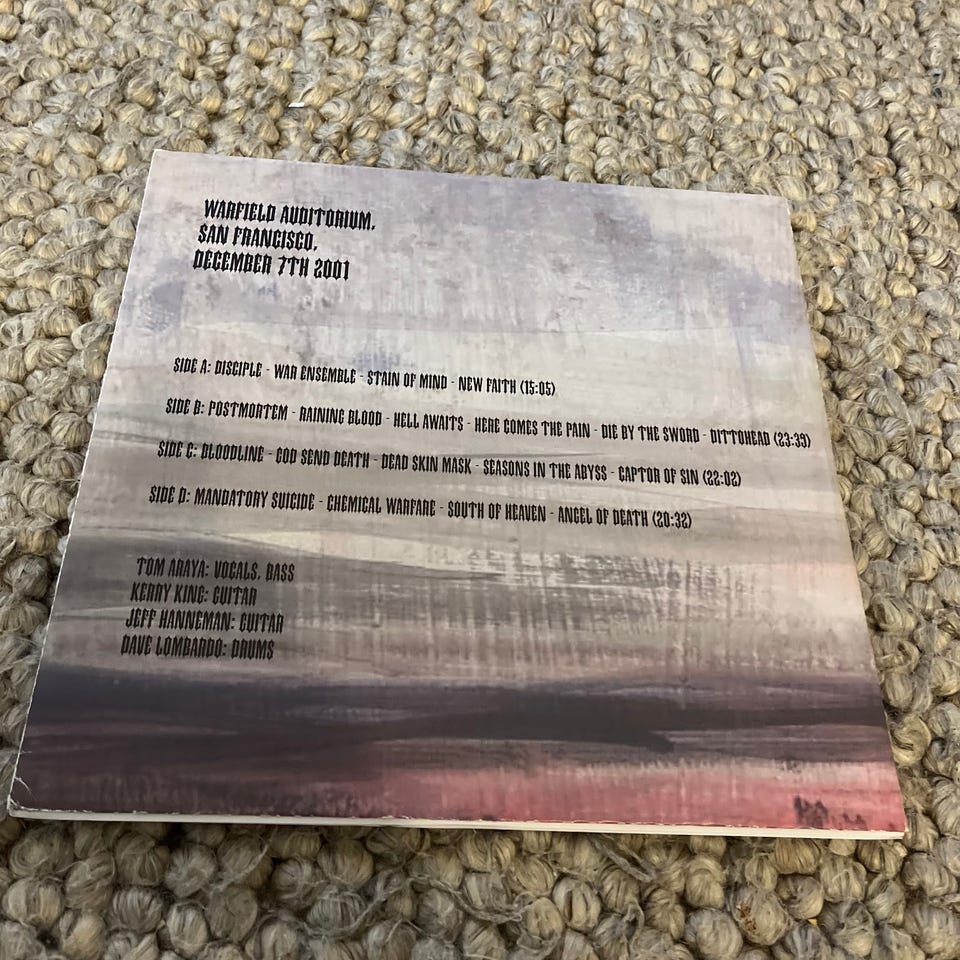 WARFIELD AUDITORIUM,
SAN FRANCISCO,
DECEMBER 7TH 2001
SIDE A: DISCIPLE - WAR ENSEMBLE - STAIN OF MIND - NEW FAITH (15:05)
SIDE B: POSTMORTEM - RAINING BLOOD - HELL AWAITS - HERE COMES THE PAIN - DIE BY THE SWORD - DITTOHEAD (23:39)
SIDE C: BLOODLINE - GOD SEND DEATH - DEAD SKIN MASK - SEASONS IN THE ABYSS - CAPTOR OF SIN (22:02)
SIDE D: MANDATORY SUICIDE - CHEMICAL WARFARE - SOUTH OF HEAVEN - ANGEL OF DEATH (20:32)
TOM ARAYA: VOCALS, BASS
KERRY KING: GUITAR
JEFF HANNEMAN: GUITAR
DAVE LOMBARDO: DRUMS